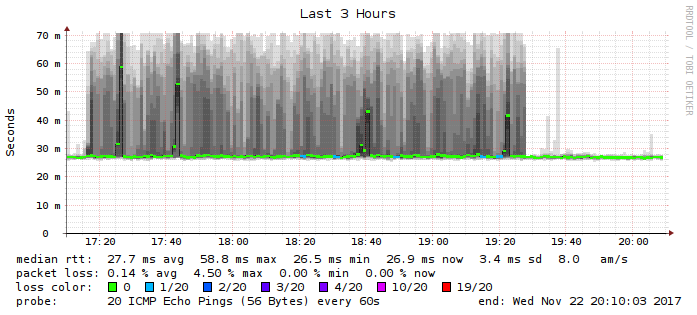 Last 3 Hours
RRDTOOL / TOBI OETIKER
Seconds
70 m
60 m
50 m
40 m
30 m
20 m
10 m
0
17:20 17:40 18:00 18:20 18:40 19:00 19:20 19:40 20:00
median rtt: 27.7 ms avg 58.8 ms max 26.5 ms min 26.9 ms now 3.4 ms sd 8.0 am/s
packet loss: 0.14 % avg 4.50 % max 0.00 % min 0.00 % now
loss color: 0 1/20 2/20 3/20 4/20 10/20 19/20
probe: 20 ICMP Echo Pings (56 Bytes) every 60s end: Wed Nov 22 20:10:03 2017